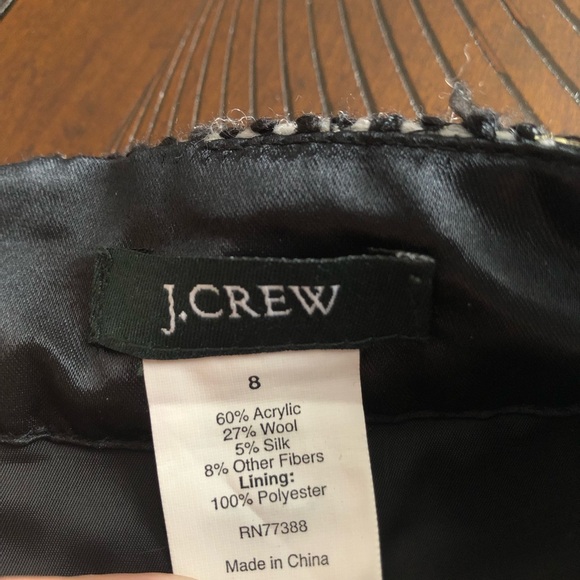 J.CREW
8
60% Acrylic
27% Wool
5% Silk
8% Other Fibers
Lining:
100% Polyester
RN77388
Made in China